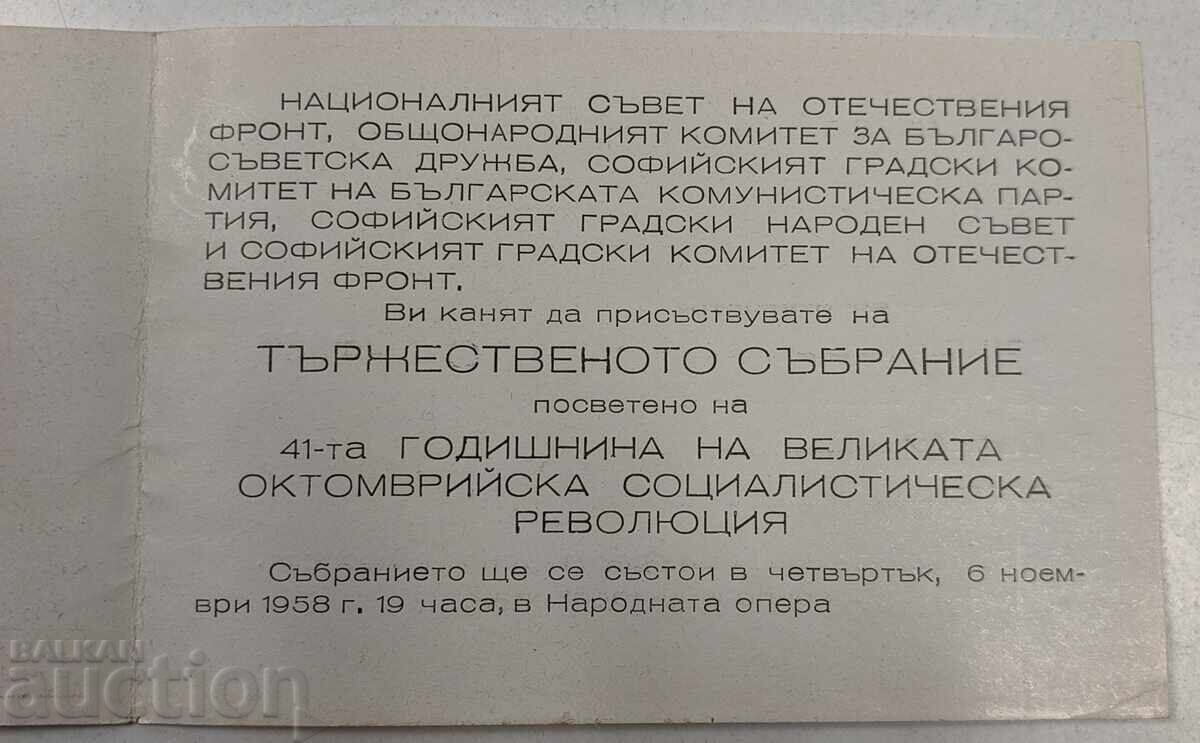 НАЦИОНАЛНИЯТ СЪВЕТ НА ОТЕЧЕСТВЕНИЯ
ФРОНТ, ОБЩОНАРОДНИЯТ КОМИТЕТ ЗА БЪЛГАРО-
СЪВЕТСКА ДРУЖБА, СОФИЙСКИЯТ ГРАДСКИ КО-
МИТЕТ НА БЪЛГАРСКАТА КОМУНИСТИЧЕСКА ПАР-
ТИЯ, СОФИЙСКИЯТ ГРАДСКИ НАРОДЕН СЪВЕТ
И СОФИЙСКИЯТ ГРАДСКИ КОМИТЕТ НА ОТЕЧЕСТ-
ВЕНИЯ ФРОНТ.
Ви канят да присъствувате на
ТЪРЖЕСТВЕНОТО СЪБРАНИЕ
посветено на
41-та ГОДИШНИНА НА ВЕЛИКАТА
ОКТОМВРИЙСКА СОЦИАЛИСТИЧЕСКА
РЕВОЛЮЦИЯ
Събранието ще се състои в четвъртък, 6 ноем-
ври 1958 г. 19 часа, в Народната опера
BALKAN
auction